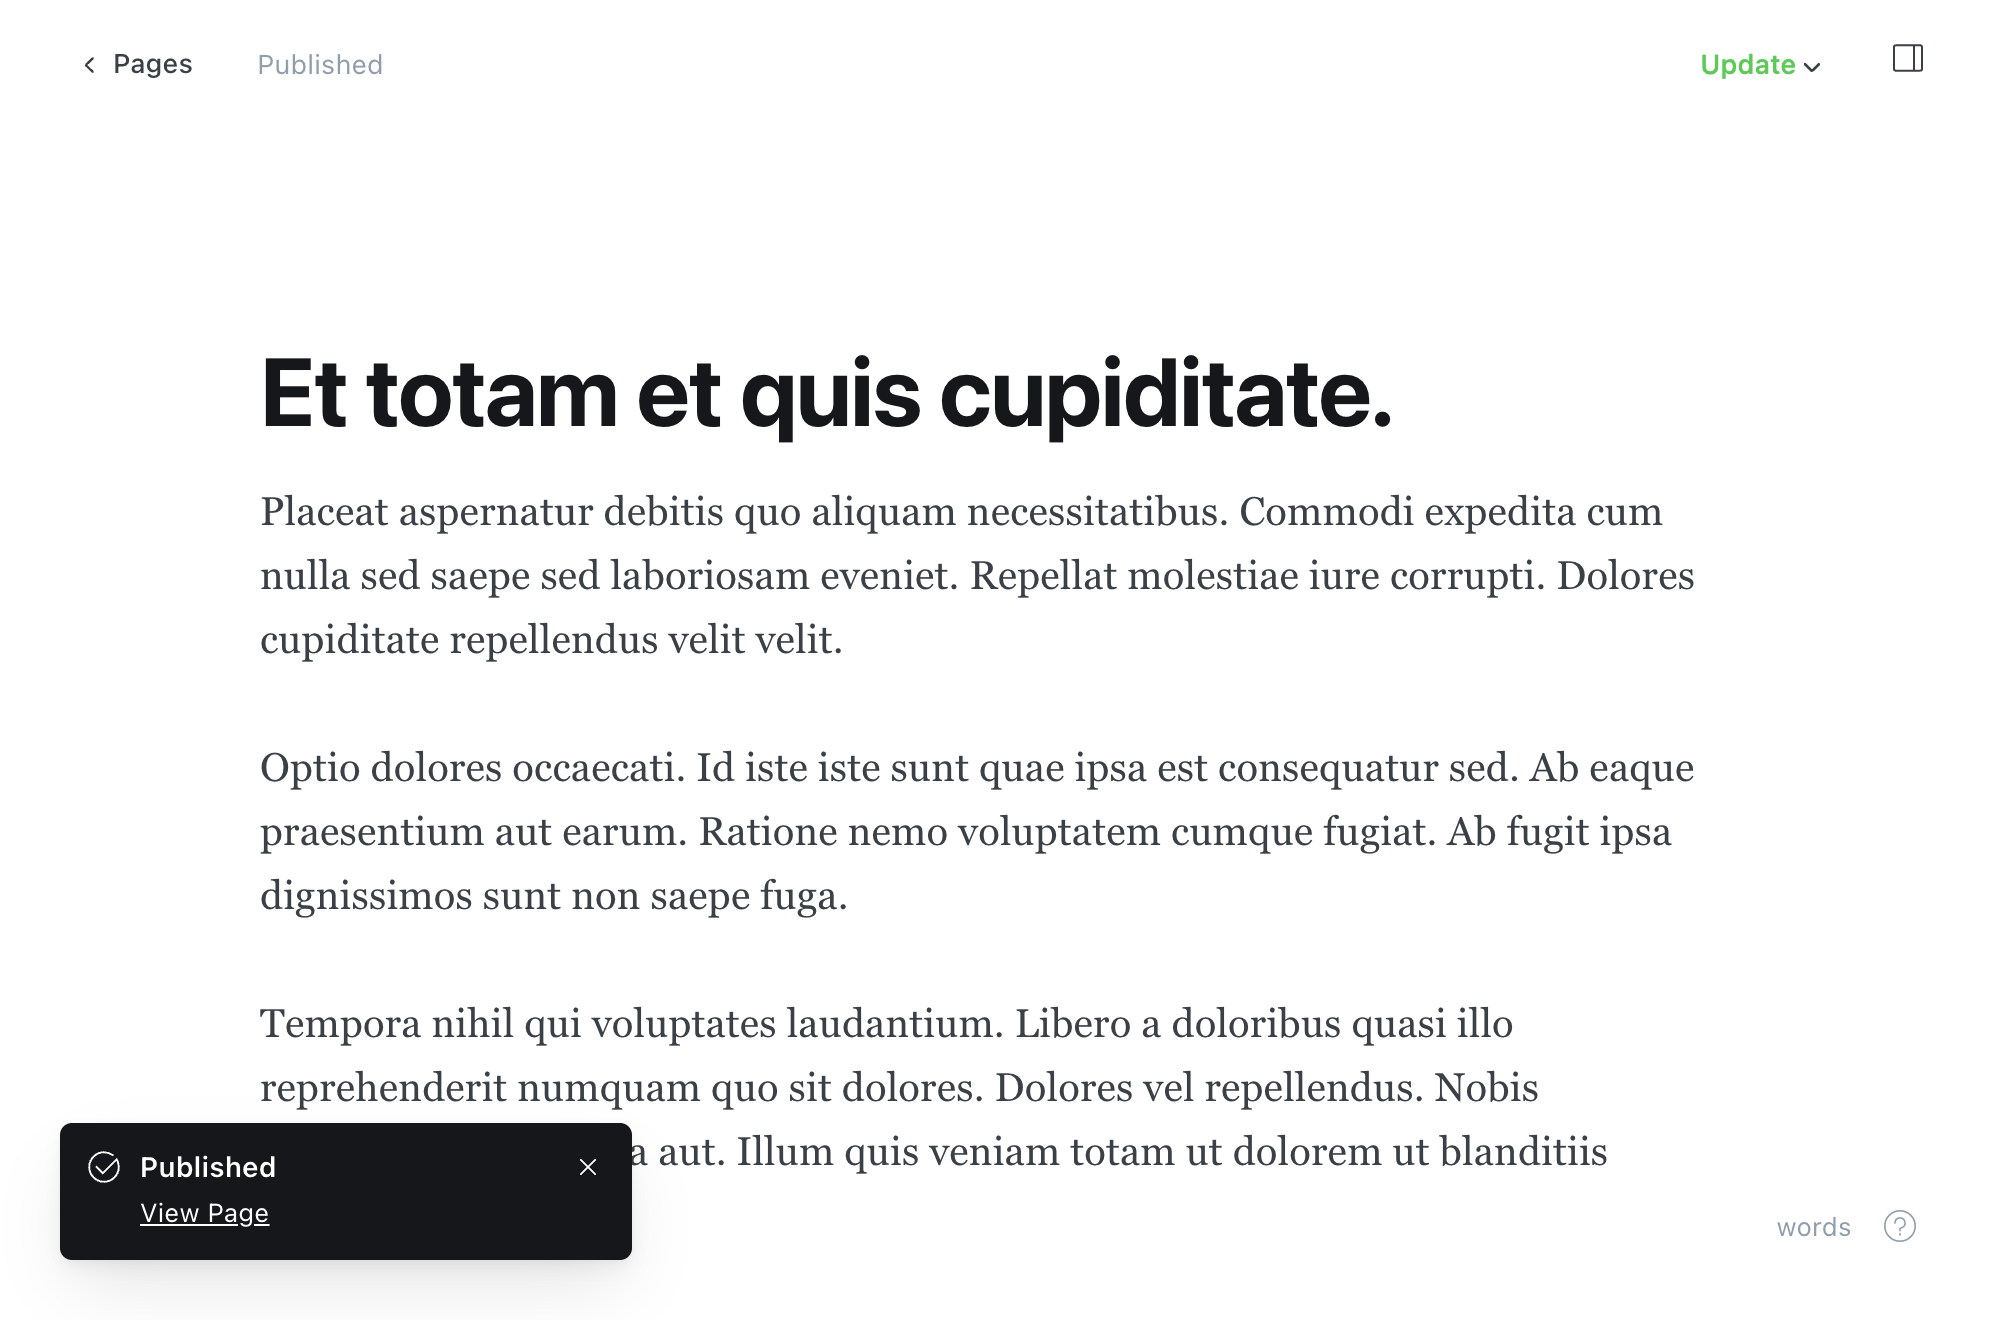 Pages
Published
Update
Et totam et quis cupiditate.
Placeat aspernatur debitis quo aliquam necessitatibus. Commodi expedita cum
nulla sed saepe sed laboriosam eveniet. Repellat molestiae iure corrupti. Dolores
cupiditate repellendus velit velit.
Optio dolores occaecati. Id iste iste sunt quae ipsa est consequatur sed. Ab eaque
praesentium aut earum. Ratione nemo voluptatem cumque fugiat. Ab fugit ipsa
dignissimos sunt non saepe fuga.
Tempora nihil qui voluptates laudantium. Libero a doloribus quasi illo
reprehenderit numquam quo sit dolores. Dolores vel repellendus. Nobis
aut. Illum quis veniam totam ut dolorem ut blanditiis
Published
View Page
words
?